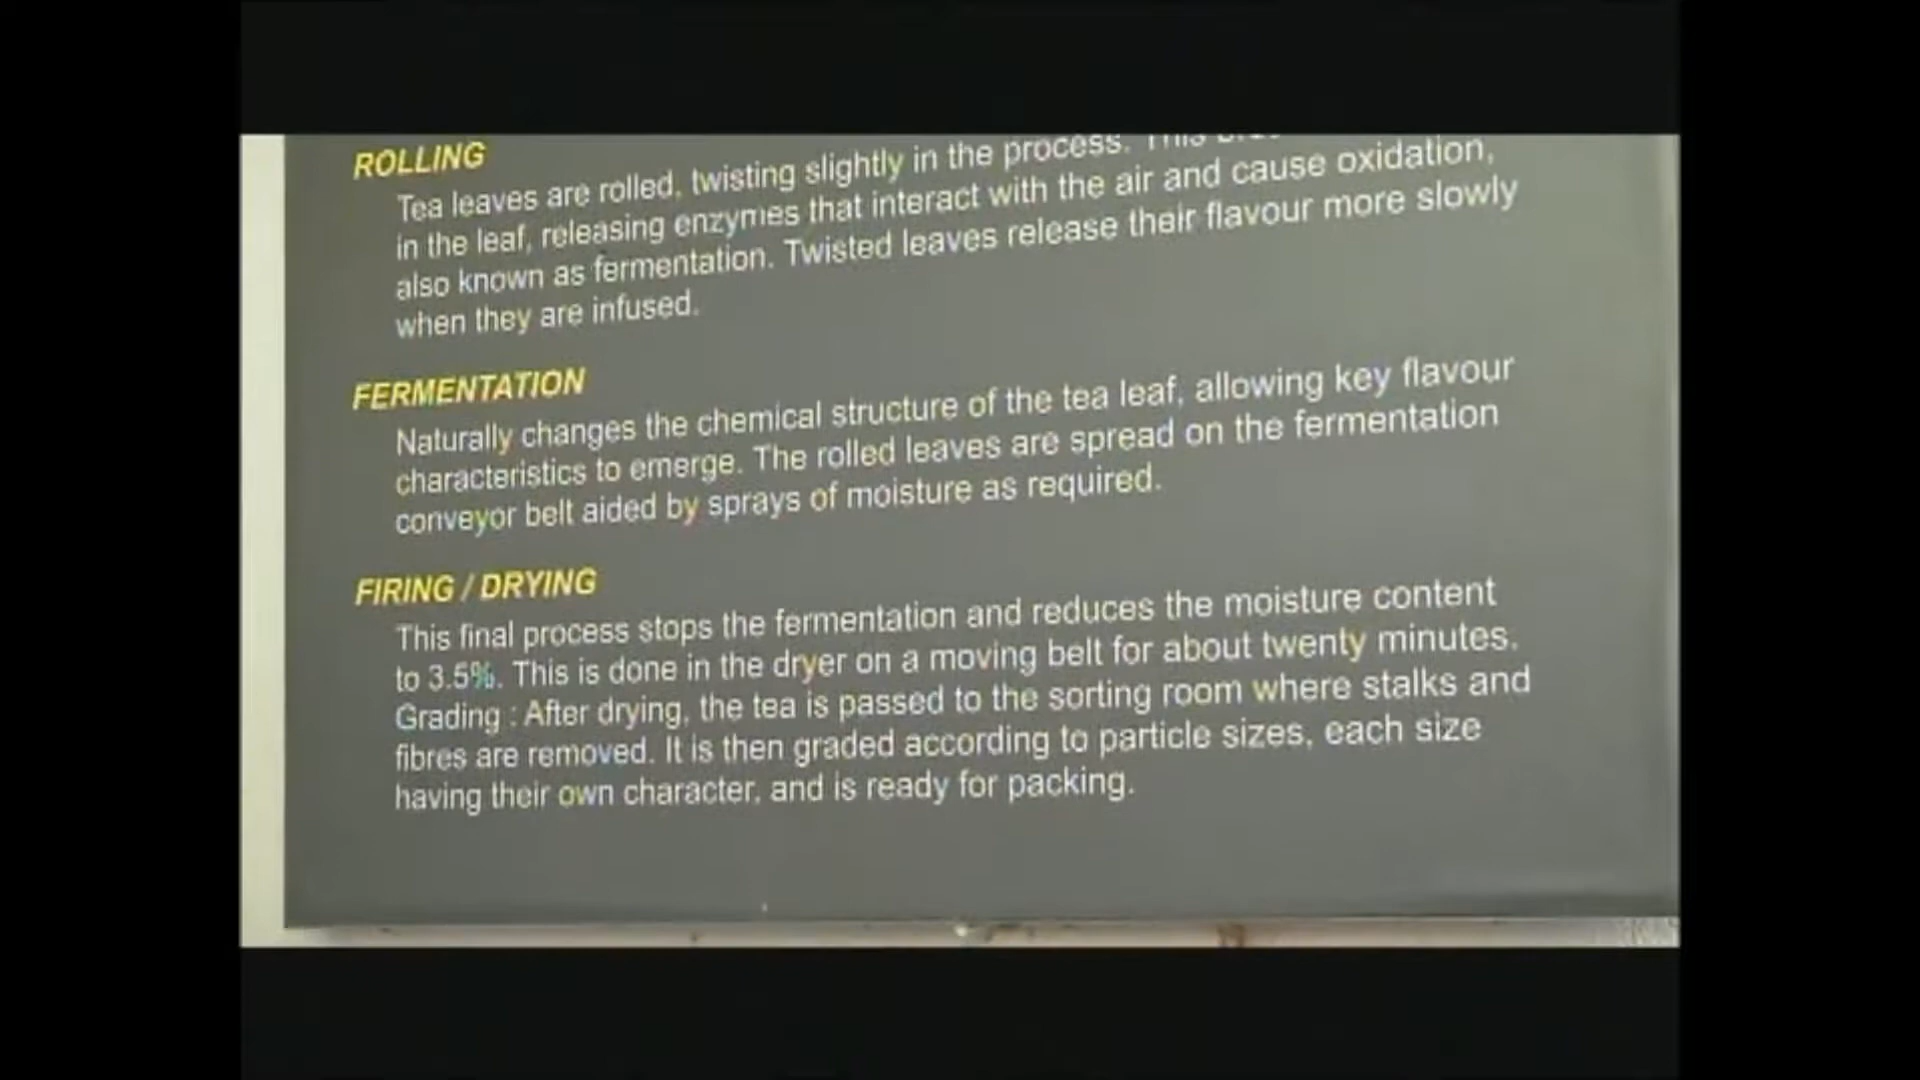 ROLLING
Tea leaves are rolled, twisting slightly in the process. This
in the leaf, releasing enzymes that interact with the air and cause oxidation,
also known as fermentation. Twisted leaves release their flavour more slowly
when they are infused.
FERMENTATION
Naturally changes the chemical structure of the tea leaf, allowing key flavour
characteristics to emerge. The rolled leaves are spread on the fermentation
conveyor belt aided by sprays of moisture as required.
FIRING / DRYING
This final process stops the fermentation and reduces the moisture content
to 3.5%. This is done in the dryer on a moving belt for about twenty minutes.
Grading : After drying, the tea is passed to the sorting room where stalks and
fibres are removed. It is then graded according to particle sizes, each size
having their own character, and is ready for packing.